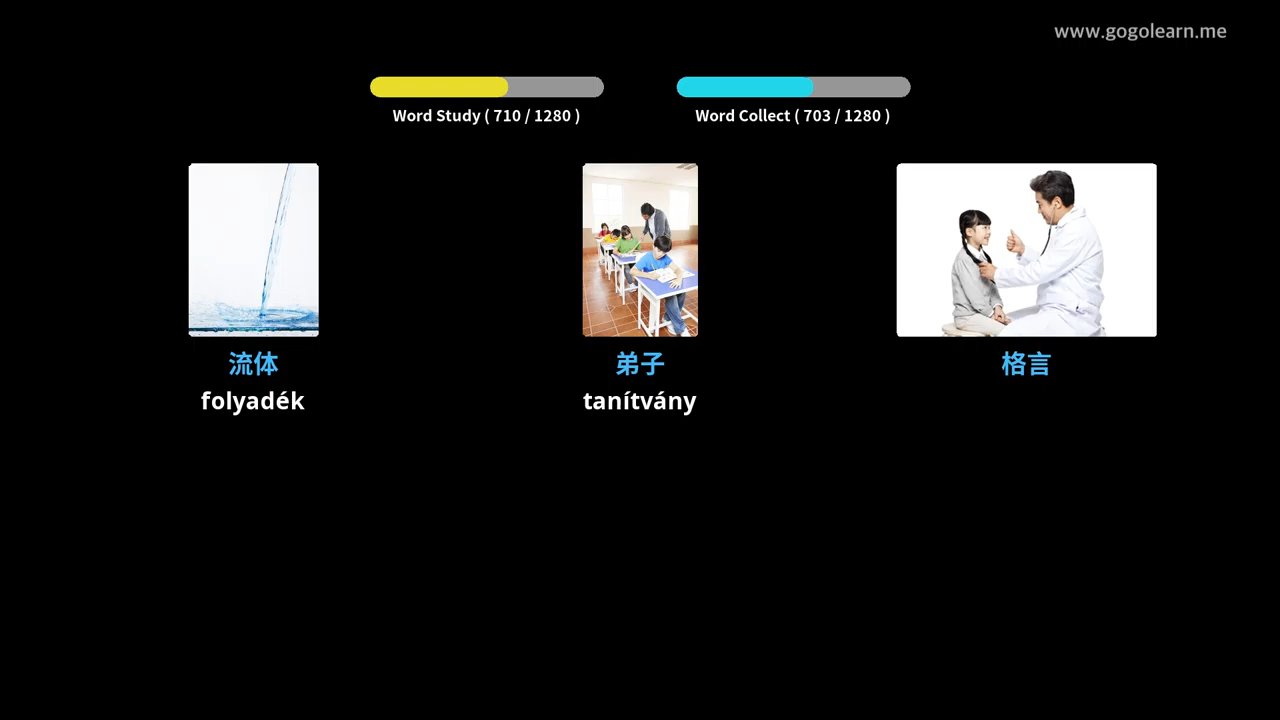 www.gogolearn.me
Word Study ( 710 / 1280 )
Word Collect ( 703 / 1280 )
流体
folyadék
弟子
tanítvány
格言